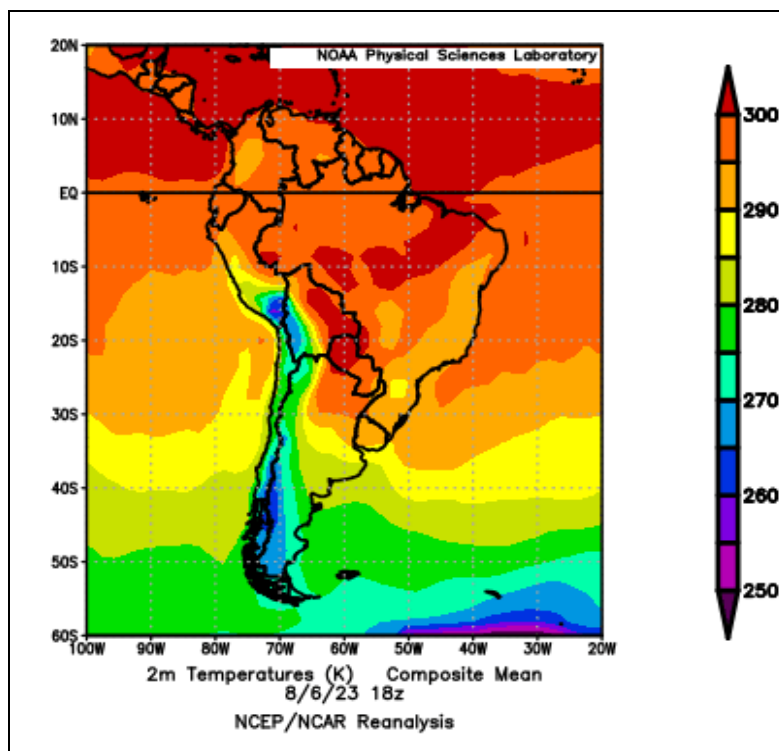 NOAA Physical Sciences Laboratory
20N
10N
EQ
10S
20S
30S
40S
50S
60S
100W 90W 80W 70W 60W 50W 40W 30W 20W
300
290
280
270
260
250
2m Temperatures (K) Composite Mean
8/6/23 18z
NCEP/NCAR Reanalysis